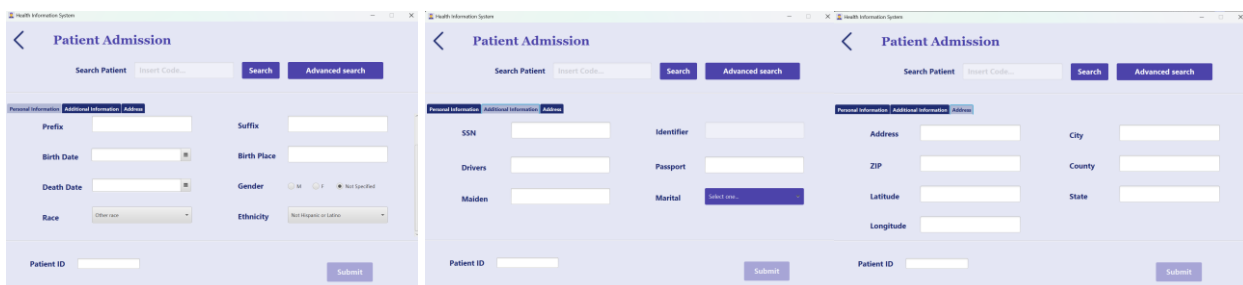 Health Information System
Patient Admission
Search Patient Insert Code... Search Advanced search
Personal Information Additional Information Address
Prefix Suffix
Birth Date Birth Place
Death Date Gender M F Not Specified
Race Other race Ethnicity Not Hispanic or Latino
Patient ID Submit
Health Information System
Patient Admission
Search Patient Insert Code... Search Advanced search
Personal Information Additional Information Address
SSN Identifier
Drivers Passport
Maiden Marital Select one...
Patient ID Submit
Health Information System
Patient Admission
Search Patient Insert Code... Search Advanced search
Personal Information Additional Information Address
Address City
ZIP County
Latitude State
Longitude
Patient ID Submit